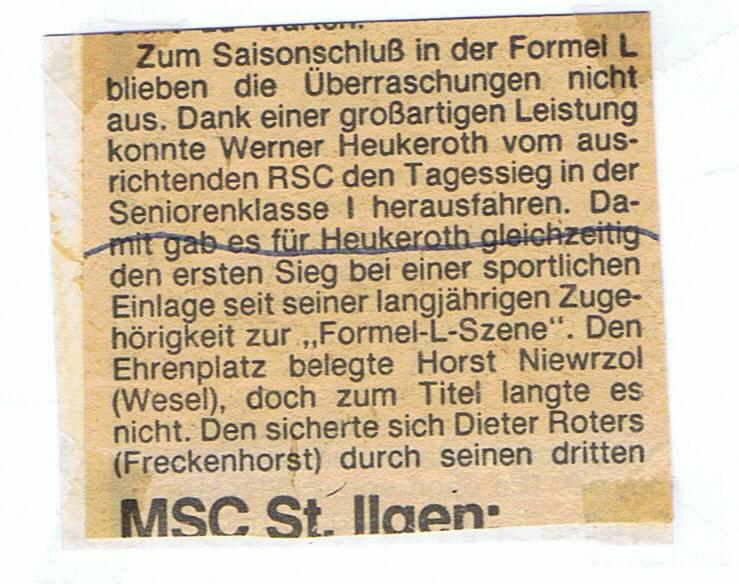 Zum Saisonschluß in der Formel L
blieben die Überraschungen nicht
aus. Dank einer großartigen Leistung
konnte Werner Heukeroth vom aus-
richtenden RSC den Tagessieg in der
Seniorenklasse I herausfahren. Da-
mit gab es für Heukeroth gleichzeitig
den ersten Sieg bei einer sportlichen
Einlage seit seiner langjährigen Zuge-
hörigkeit zur „Formel-L-Szene“. Den
Ehrenplatz belegte Horst Niewrzol
(Wesel), doch zum Titel langte es
nicht. Den sicherte sich Dieter Roters
(Freckenhorst) durch seinen dritten
MSC St. Ilgen: